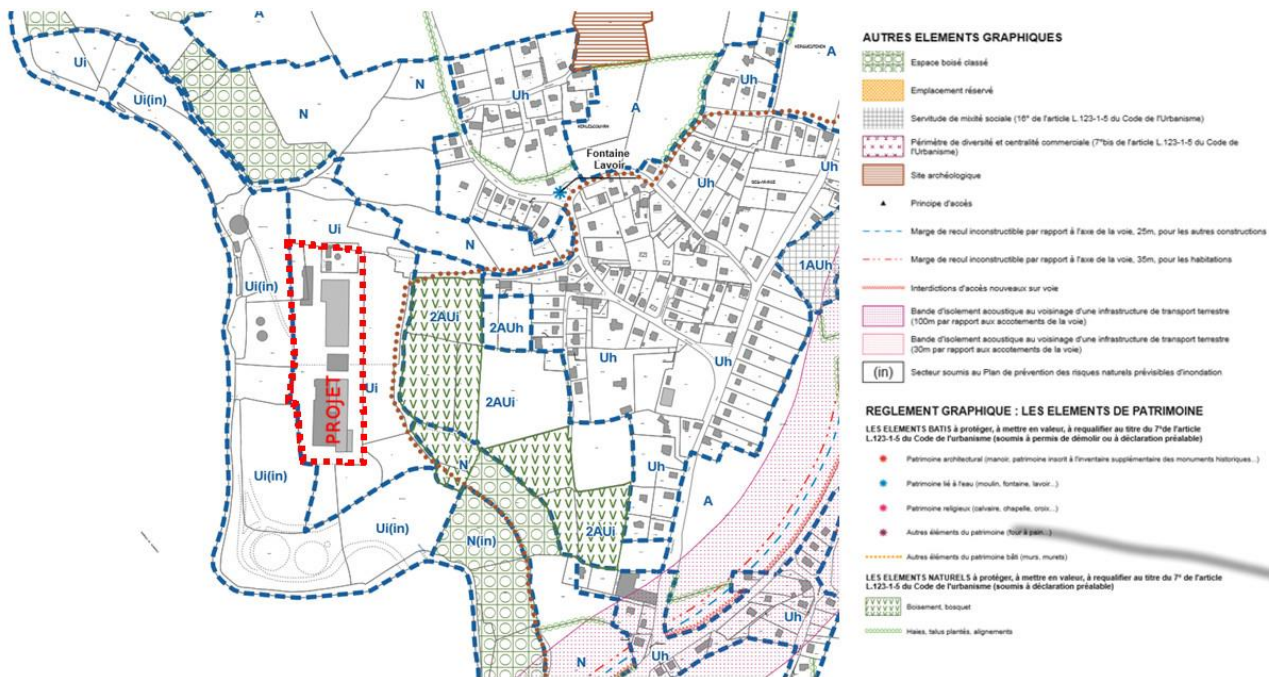 A
Ui
Ui(in)
N
Uh
A
A
Uh
Fontaine
Lavoir
Uh
Uh
Uh
Ui
N
1AUh
Ui(in)
2AUi
2AUh
Uh
Uh
PROJET
Ui
2AUi
Ui(in)
N
Uh
A
Ui(in)
N(in)
2AUi
Uh
N
Uh
AUTRES ELEMENTS GRAPHIQUES
Espace boisé classé
Emplacement réservé
Servitude de mixité sociale (16° de l'article L.123-1-5 du Code de l'Urbanisme)
Périmètre de diversité et centralité commerciale (7°bis de l'article L.123-1-5 du Code de
l'Urbanisme)
Site archéologique
Principe d'accès
Marge de recul inconstructible par rapport à l'axe de la voie, 25m, pour les autres constructions
Marge de recul inconstructible par rapport à l'axe de la voie, 35m, pour les habitations
Interdictions d'accès nouveaux sur voie
Bande d'isolement acoustique au voisinage d'une infrastructure de transport terrestre
(100m par rapport aux accotements de la voie)
Bande d'isolement acoustique au voisinage d'une infrastructure de transport terrestre
(30m par rapport aux accotements de la voie)
(in) Secteur soumis au Plan de prévention des risques naturels prévisibles d'inondation
REGLEMENT GRAPHIQUE : LES ELEMENTS DE PATRIMOINE
LES ELEMENTS BATIS à protéger, à mettre en valeur, à requalifier au titre du 7°de l'article
L.123-1-5 du Code de l'urbanisme (soumis à permis de démolir ou à déclaration préalable)
Patrimoine architectural (manoir, patrimoine inscrit à l'inventaire supplémentaire des monuments historiques...)
Patrimoine lié à l'eau (moulin, fontaine, lavoir...)
Patrimoine religieux (calvaire, chapelle, croix...)
Autres éléments du patrimoine (four à pain...)
Autres éléments du patrimoine bâti (murs, murets)
LES ELEMENTS NATURELS à protéger, à mettre en valeur, à requalifier au titre du 7° de l'article
L.123-1-5 du Code de l'urbanisme (soumis à déclaration préalable)
Boisement, bosquet
Haies, talus plantés, alignements